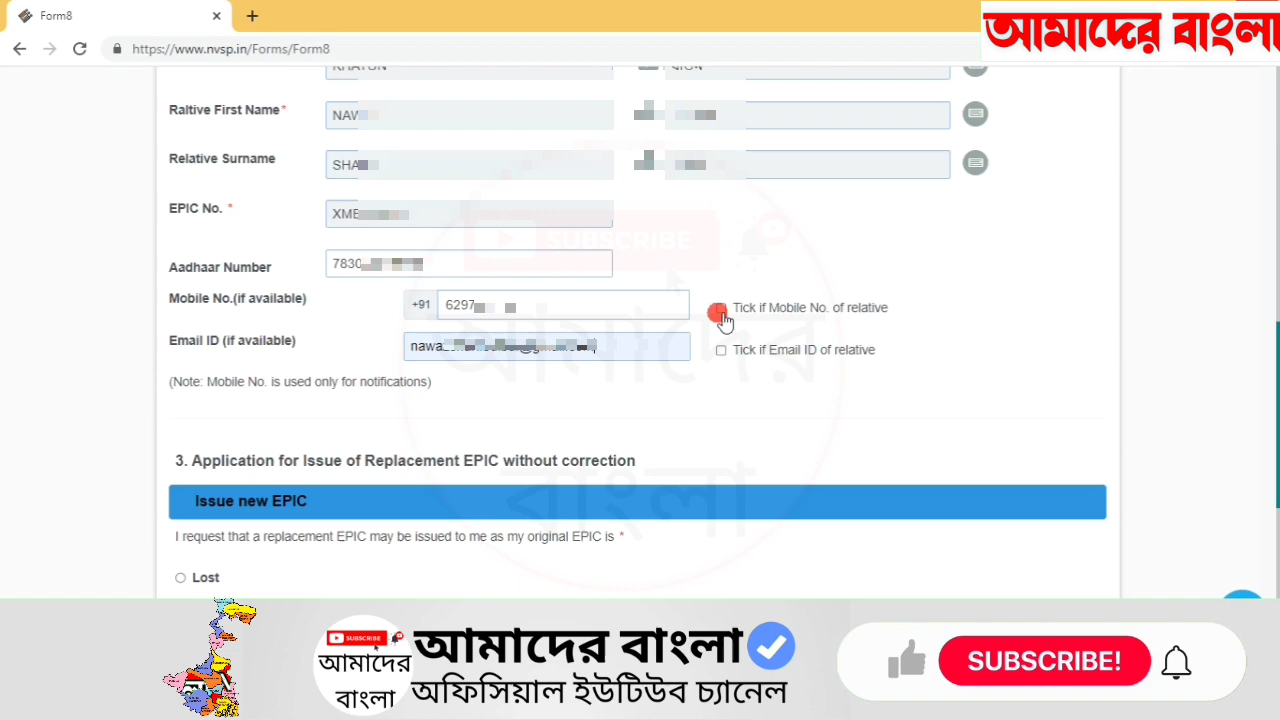 Form8
আমাদের বাংলা
https://www.nvsp.in/Forms/Form8
KHATUN
Raltive First Name*
NAW
Relative Surname
SHA
EPIC No. *
XME
SUBSCRIBE
Aadhaar Number
7830
Mobile No.(if available)
+91
6297
Tick if Mobile No. of relative
আমাদের
Email ID (if available)
Tick if Email ID of relative
(Note: Mobile No. is used only for notifications)
3. Application for Issue of Replacement EPIC without correction
বাংলা
Issue new EPIC
I request that a replacement EPIC may be issued to me as my original EPIC is *
Lost
SUBSCRIBE
আমাদের
বাংলা
আমাদের বাংলা
অফিসিয়াল ইউটিউব চ্যানেল
SUBSCRIBE!